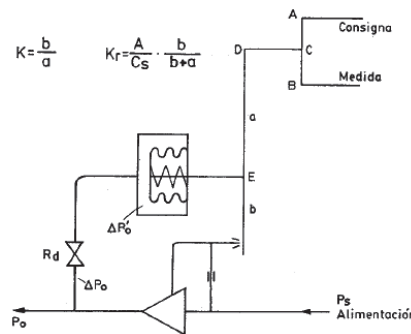 K = b/a
Kr = A/Cs · b/(b+a)
A
Consigna
D
C
B
Medida
a
E
b
ΔP'o
Rd
ΔPo
Po
Ps
Alimentación